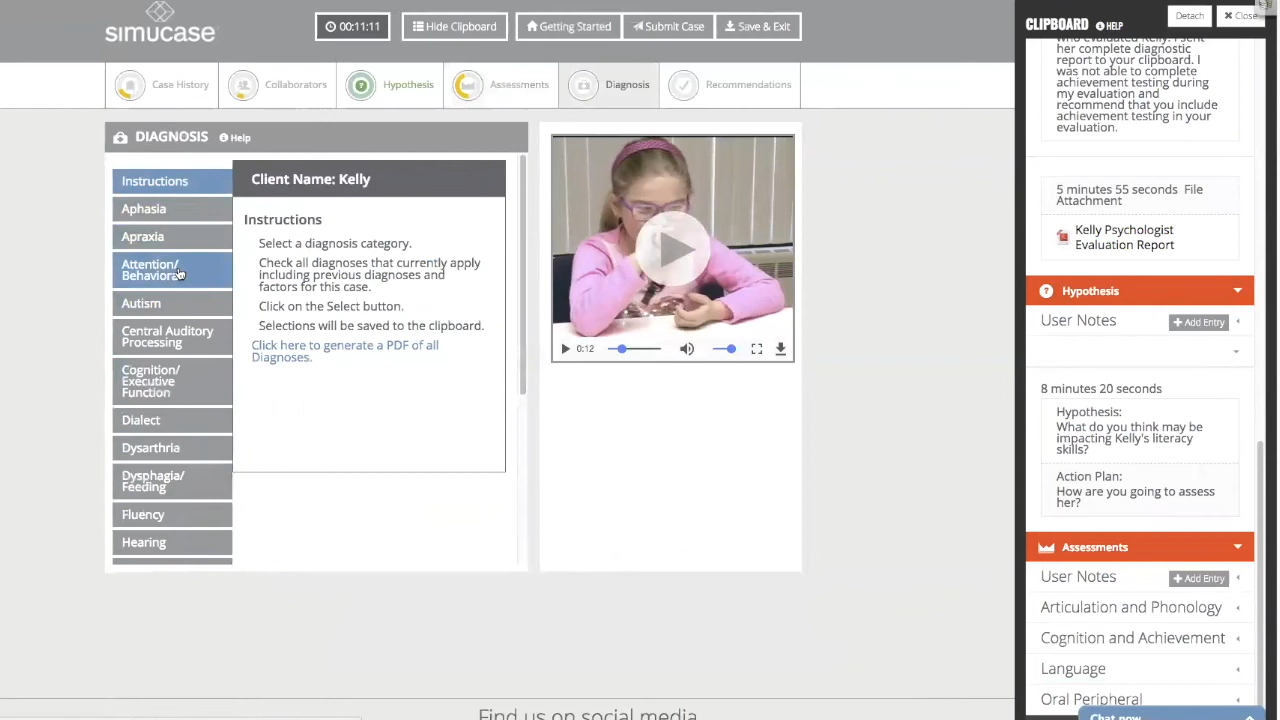 simucase
00:11:11
Hide Clipboard
Getting Started
Submit Case
Save & Exit
Case History
Collaborators
Hypothesis
Assessments
Diagnosis
Recommendations
DIAGNOSIS Help
Instructions
Aphasia
Apraxia
Attention/
Behavioral
Autism
Central Auditory
Processing
Cognition/
Executive
Function
Dialect
Dysarthria
Dysphagia/
Feeding
Fluency
Hearing
Client Name: Kelly
Instructions
Select a diagnosis category.
Check all diagnoses that currently apply
including previous diagnoses and
factors for this case.
Click on the Select button.
Selections will be saved to the clipboard.
Click here to generate a PDF of all
Diagnoses.
0:12
Find us on social media
CLIPBOARD HELP
Detach
Close
who evaluated Kelly. I sent
her complete diagnostic
report to your clipboard. I
was not able to complete
achievement testing during
my evaluation and
recommend that you include
achievement testing in your
evaluation.
5 minutes 55 seconds File
Attachment
Kelly Psychologist
Evaluation Report
Hypothesis
User Notes + Add Entry
8 minutes 20 seconds
Hypothesis:
What do you think may be
impacting Kelly's literacy
skills?
Action Plan:
How are you going to assess
her?
Assessments
User Notes + Add Entry
Articulation and Phonology
Cognition and Achievement
Language
Oral Peripheral
Chat now